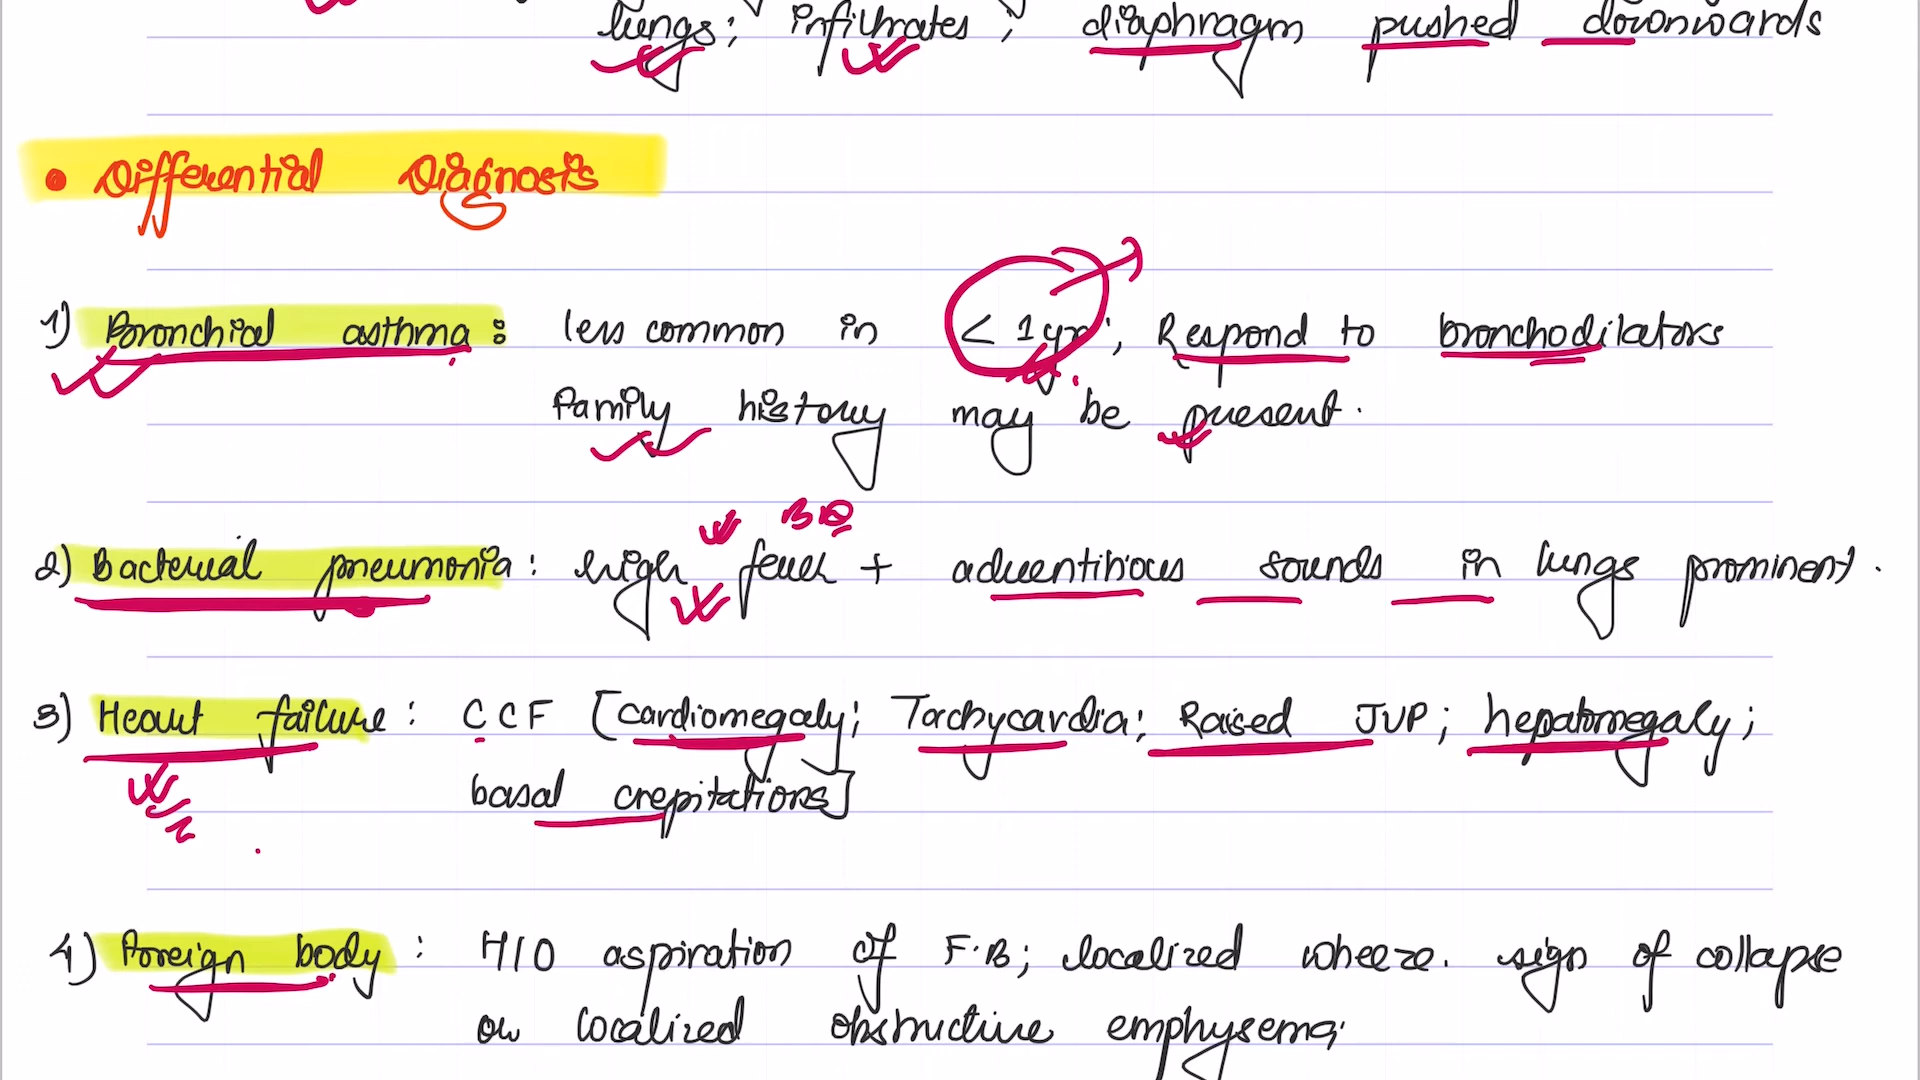 lungs; infiltrates; diaphragm pushed downwards
• Differential Diagnosis
1) Bronchial asthma: less common in < 1yr; Respond to bronchodilators
family history may be present.
2) Bacterial pneumonia: high fever + adventitious sounds in lungs prominent.
3) Heart failure: CCF [cardiomegaly; Tachycardia; Raised JVP; hepatomegaly;
basal crepitations]
4) Foreign body: H/O aspiration of F.B; localized wheeze. sign of collapse
or localized obstructive emphysema;